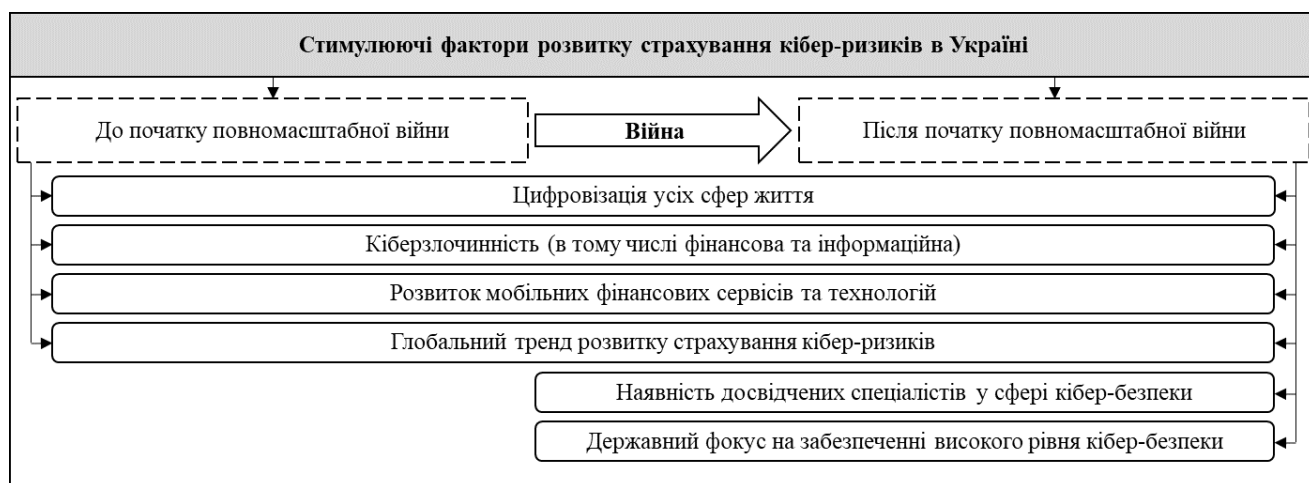 Стимулюючі фактори розвитку страхування кібер-ризиків в Україні
До початку повномасштабної війни
Війна
Після початку повномасштабної війни
Цифровізація усіх сфер життя
Кіберзлочинність (в тому числі фінансова та інформаційна)
Розвиток мобільних фінансових сервісів та технологій
Глобальний тренд розвитку страхування кібер-ризиків
Наявність досвідчених спеціалістів у сфері кібер-безпеки
Державний фокус на забезпеченні високого рівня кібер-безпеки